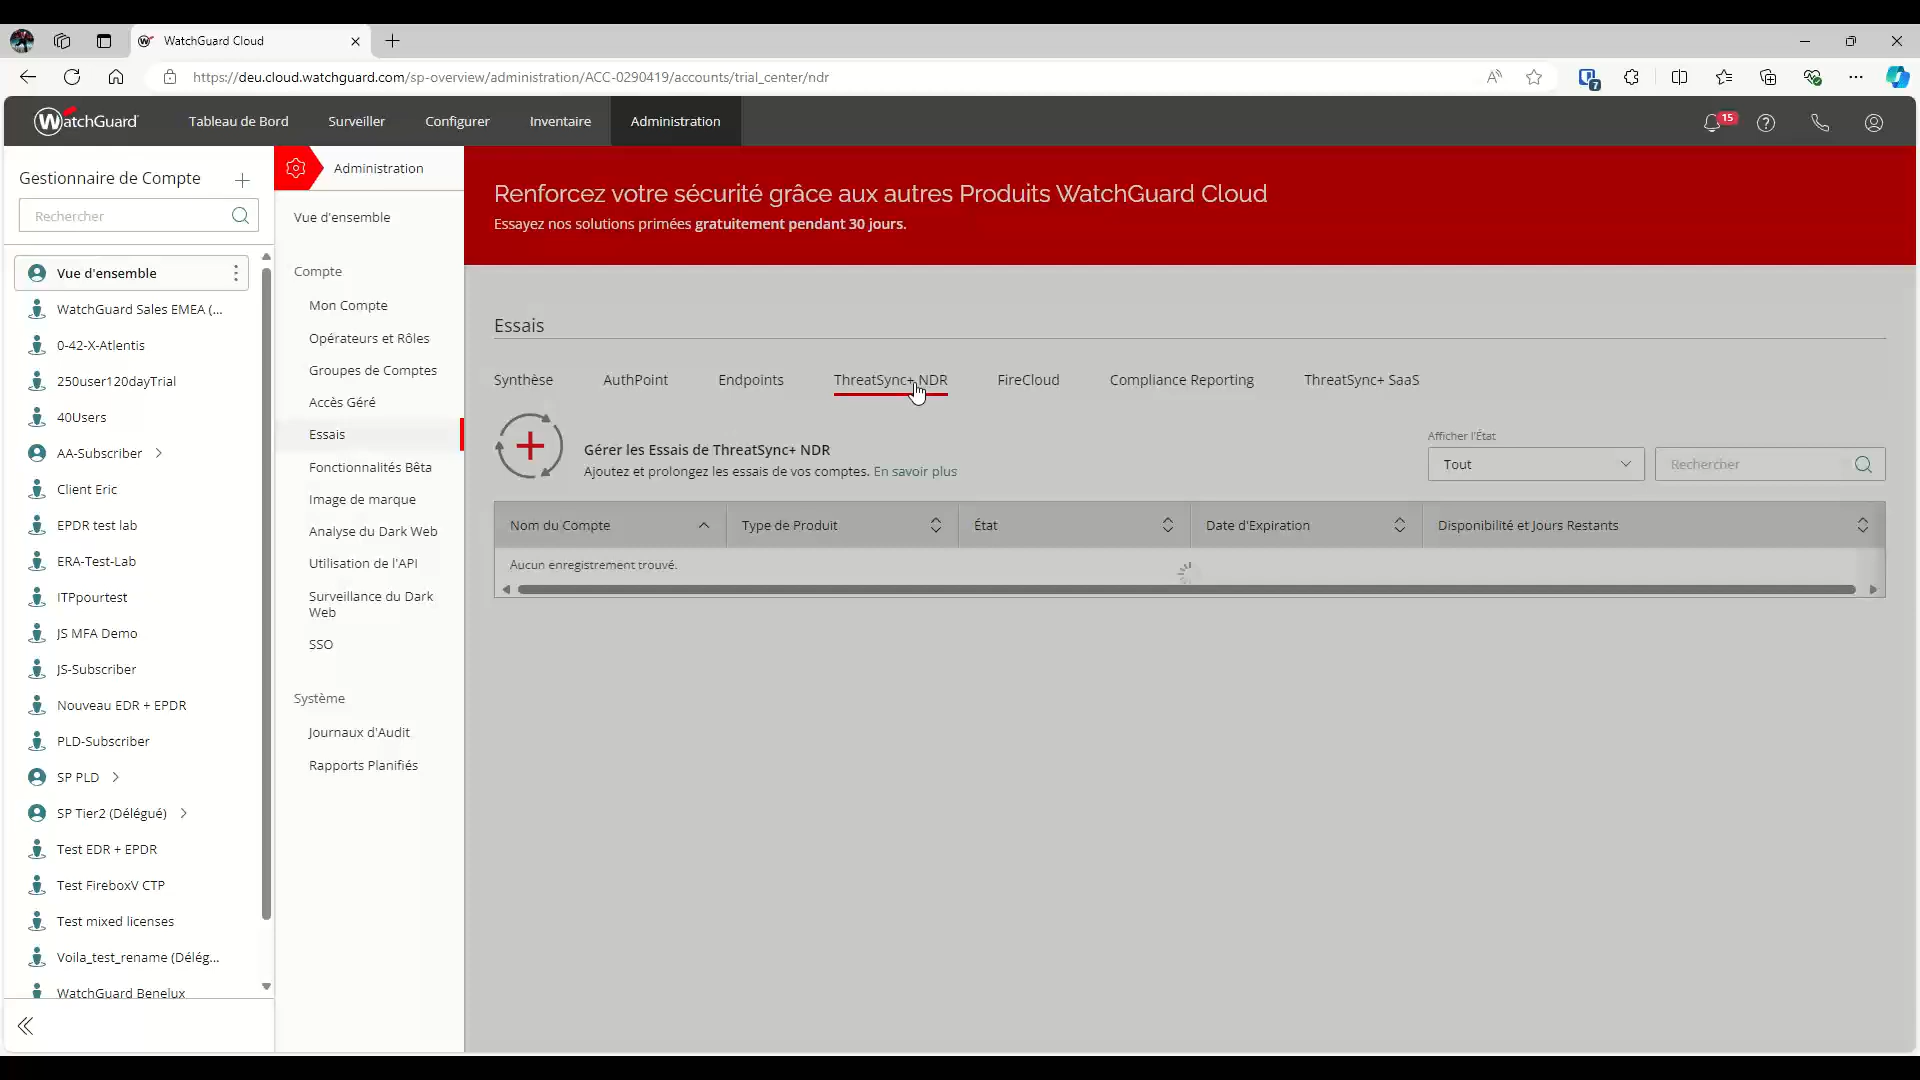 WatchGuard Cloud
https://deu.cloud.watchguard.com/sp-overview/administration/ACC-0290419/accounts/trial_center/ndr
7
WatchGuard
Tableau de Bord
Surveiller
Configurer
Inventaire
Administration
15
Gestionnaire de Compte
Rechercher
Vue d'ensemble
WatchGuard Sales EMEA (...
0-42-X-Atlentis
250user120dayTrial
40Users
AA-Subscriber
Client Eric
EPDR test lab
ERA-Test-Lab
ITPpourtest
JS MFA Demo
JS-Subscriber
Nouveau EDR + EPDR
PLD-Subscriber
SP PLD
SP Tier2 (Délégué)
Test EDR + EPDR
Test FireboxV CTP
Test mixed licenses
Voila_test_rename (Délég...
WatchGuard Benelux
Administration
Vue d'ensemble
Compte
Mon Compte
Opérateurs et Rôles
Groupes de Comptes
Accès Géré
Essais
Fonctionnalités Bêta
Image de marque
Analyse du Dark Web
Utilisation de l'API
Surveillance du Dark
Web
SSO
Système
Journaux d'Audit
Rapports Planifiés
Renforcez votre sécurité grâce aux autres Produits WatchGuard Cloud
Essayez nos solutions primées gratuitement pendant 30 jours.
Essais
Synthèse
AuthPoint
Endpoints
ThreatSync+ NDR
FireCloud
Compliance Reporting
ThreatSync+ SaaS
Gérer les Essais de ThreatSync+ NDR
Ajoutez et prolongez les essais de vos comptes. En savoir plus
Afficher l'État
Tout
Rechercher
Nom du Compte
Type de Produit
État
Date d'Expiration
Disponibilité et Jours Restants
Aucun enregistrement trouvé.